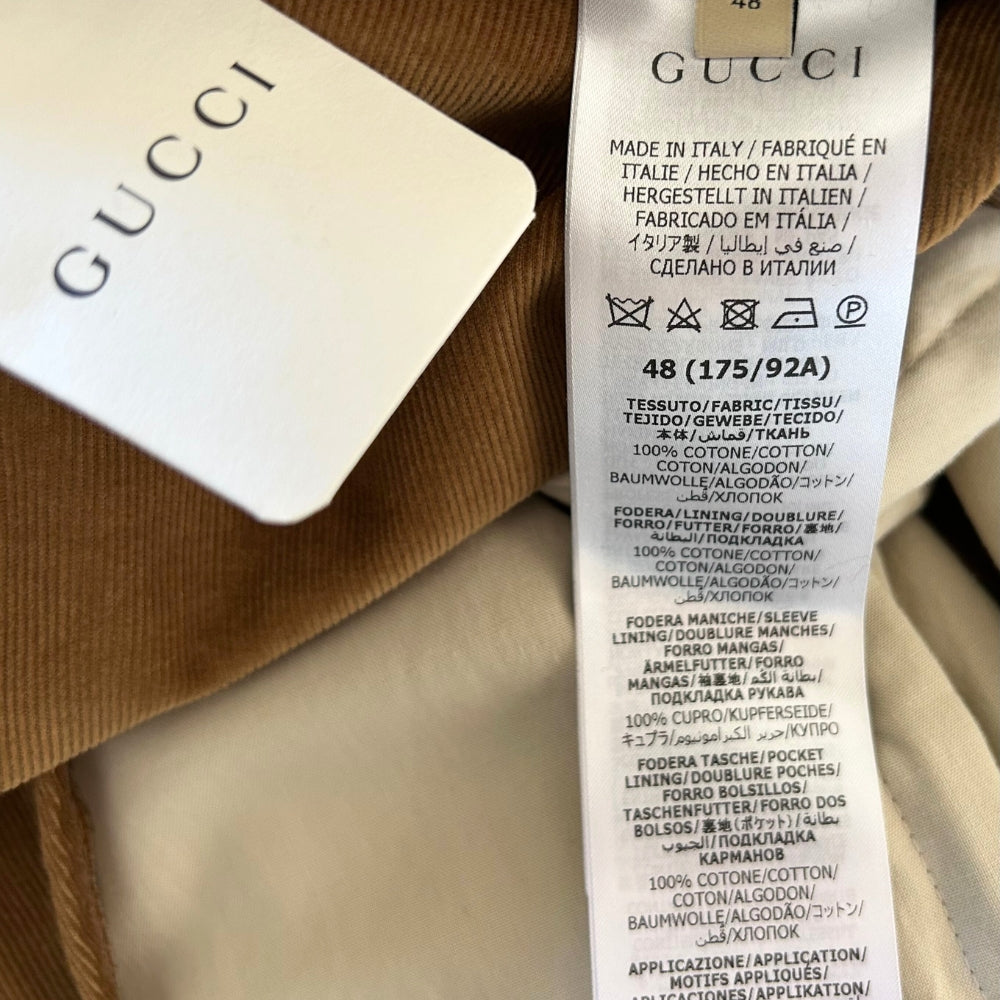 GUCCI
48
GUCCI
MADE IN ITALY / FABRIQUÉ EN
ITALIE / HECHO EN ITALIA /
HERGESTELLT IN ITALIEN /
FABRICADO EM ITÁLIA /
イタリア製 / صنع في إيطاليا /
СДЕЛАНО В ИТАЛИИ
P
48 (175/92A)
TESSUTO/FABRIC/TISSU/
TEJIDO/GEWEBE/TECIDO/
本体/قماش/ТКАНЬ
100% COTONE/COTTON/
COTON/ALGODON/
BAUMWOLLE/ALGODÃO/コットン/
قطن/ХЛОПОК
FODERA/LINING/DOUBLURE/
FORRO/FUTTER/FORRO/裏地/
البطانة/ПОДКЛАДКА
100% COTONE/COTTON/
COTON/ALGODON/
BAUMWOLLE/ALGODÃO/コットン/
قطن/ХЛОПОК
FODERA MANICHE/SLEEVE
LINING/DOUBLURE MANCHES/
FORRO MANGAS/
ÄRMELFUTTER/FORRO
MANGAS/袖裏地/بطانة الكم/
ПОДКЛАДКА РУКАВА
100% CUPRO/KUPFERSEIDE/
キュプラ/حرير الكبرامونيوم/КУПРО
FODERA TASCHE/POCKET
LINING/DOUBLURE POCHES/
FORRO BOLSILLOS/
TASCHENFUTTER/FORRO DOS
BOLSOS/裏地(ポケット)/بطانة
الجيوب/ПОДКЛАДКА
КАРМАНОВ
100% COTONE/COTTON/
COTON/ALGODON/
BAUMWOLLE/ALGODÃO/コットン/
قطن/ХЛОПОК
APPLICAZIONE/APPLICATION/
MOTIFS APPLIQUÉS/
APLICACIONES/APPLIKATION/